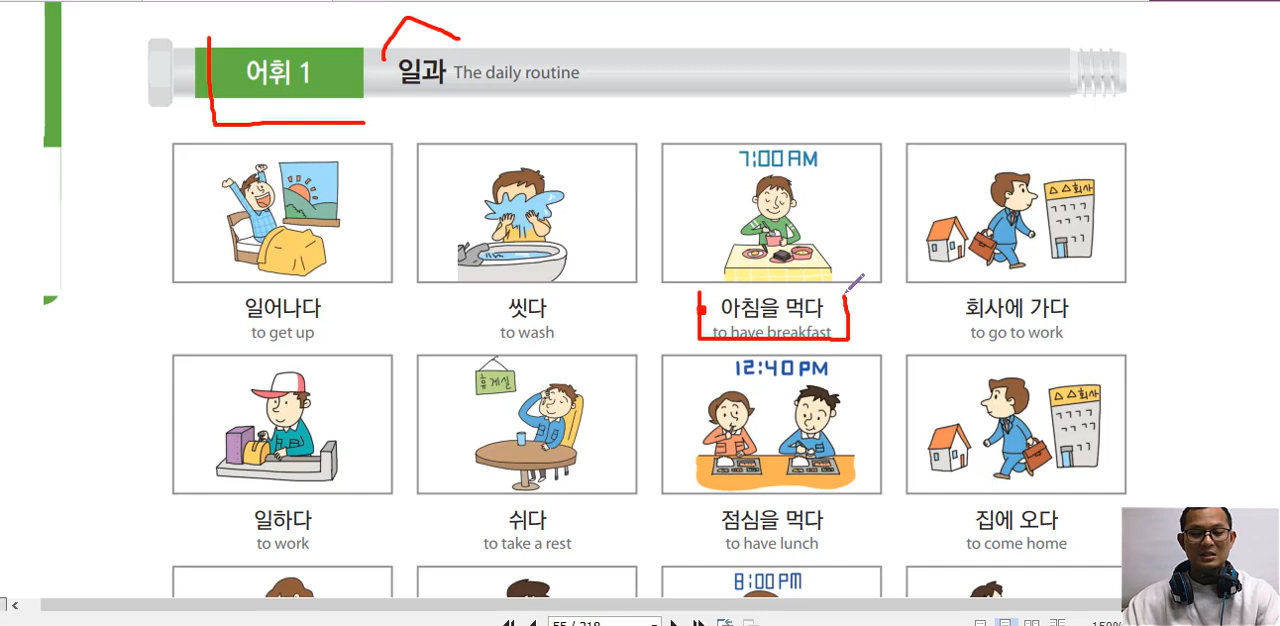 어휘 1
일과 The daily routine
7:00 AM
△△회사
일어나다
to get up
씻다
to wash
아침을 먹다
to have breakfast
회사에 가다
to go to work
휴게실
12:40 PM
△△회사
일하다
to work
쉬다
to take a rest
점심을 먹다
to have lunch
집에 오다
to come home
8:00 PM
55 / 218
150%